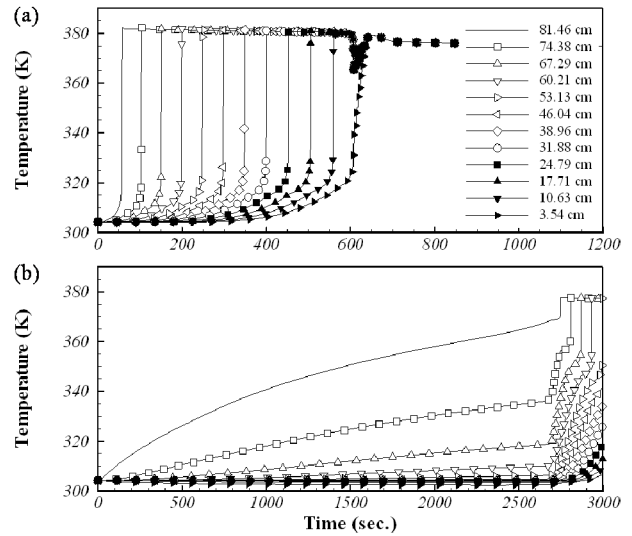 (a)
Temperature (K)
380
360
340
320
300
0
200
400
600
800
1000
1200
81.46 cm
74.38 cm
67.29 cm
60.21 cm
53.13 cm
46.04 cm
38.96 cm
31.88 cm
24.79 cm
17.71 cm
10.63 cm
3.54 cm
(b)
Temperature (K)
380
360
340
320
300
0
500
1000
1500
2000
2500
3000
Time (sec.)